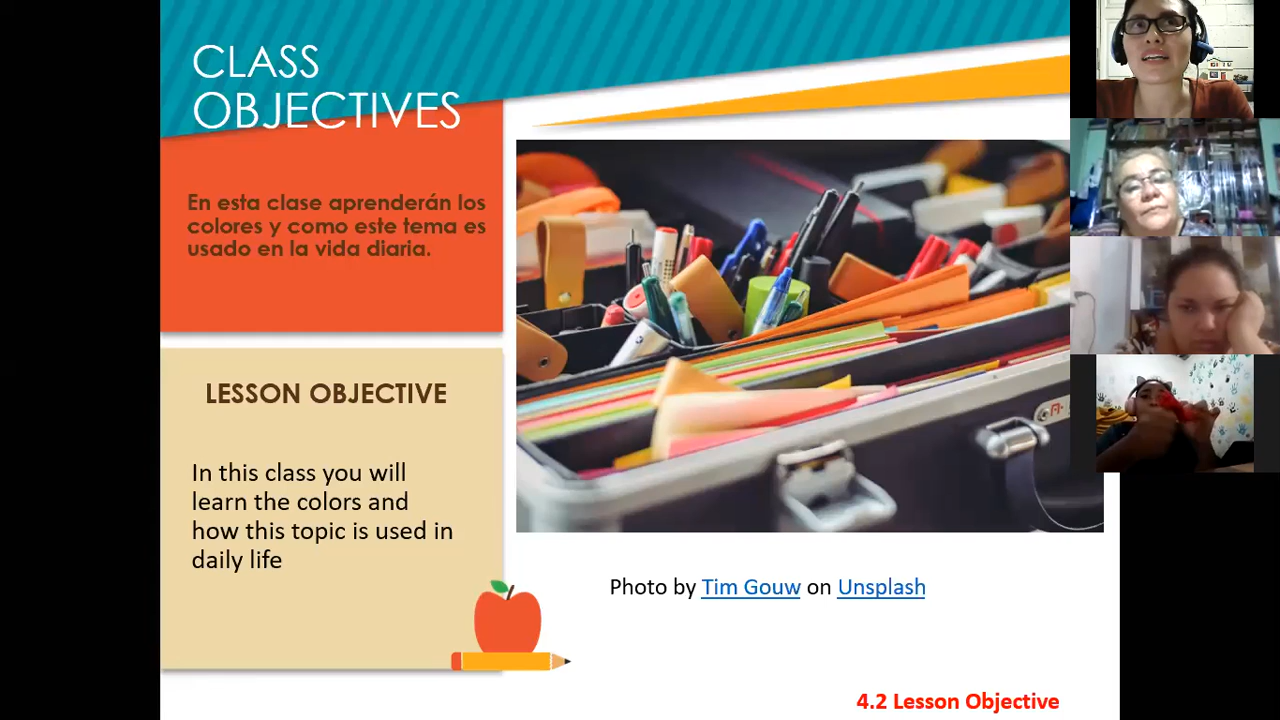 CLASS
OBJECTIVES
En esta clase aprenderán los
colores y como este tema es
usado en la vida diaria.
LESSON OBJECTIVE
In this class you will
learn the colors and
how this topic is used in
daily life
Photo by Tim Gouw on Unsplash
4.2 Lesson Objective